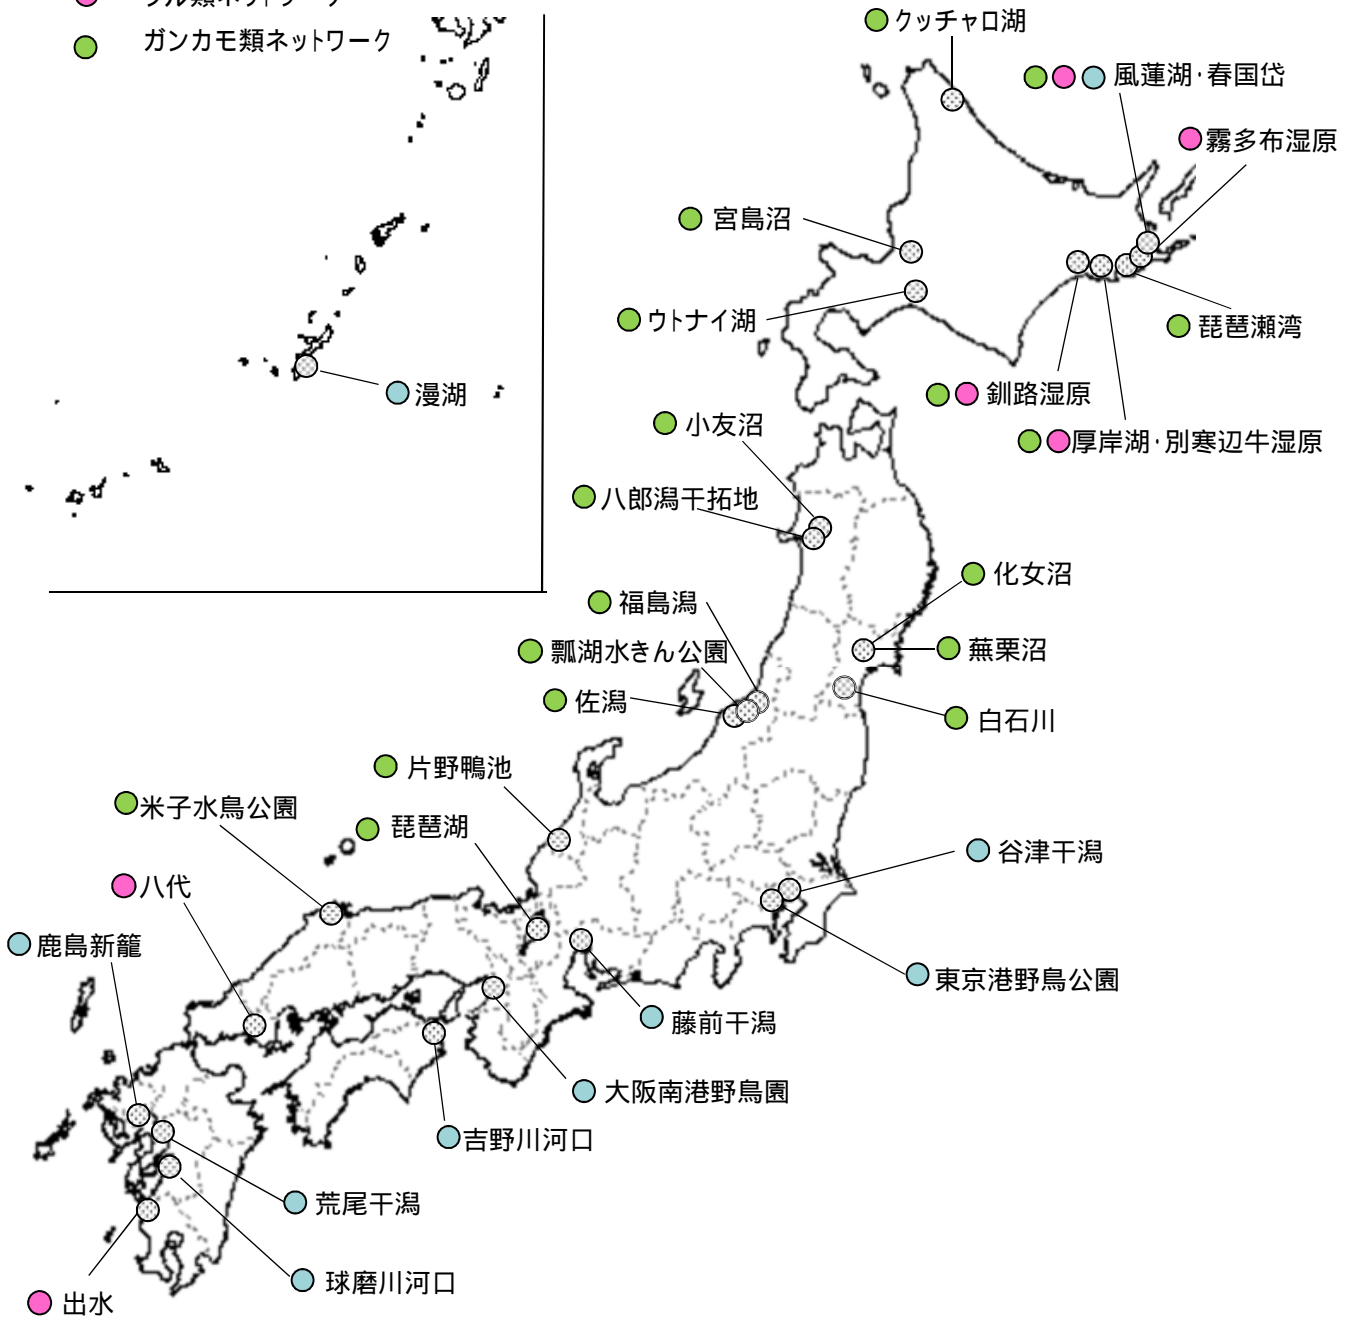 ガンカモ類ネットワーク
クッチャロ湖
風蓮湖・春国岱
霧多布湿原
宮島沼
ウトナイ湖
琵琶瀬湾
漫湖
釧路湿原
小友沼
厚岸湖・別寒辺牛湿原
八郎潟干拓地
化女沼
福島潟
蕪栗沼
瓢湖水きん公園
佐潟
白石川
片野鴨池
米子水鳥公園
琵琶湖
谷津干潟
八代
鹿島新籠
東京港野鳥公園
藤前干潟
大阪南港野鳥園
吉野川河口
荒尾干潟
球磨川河口
出水